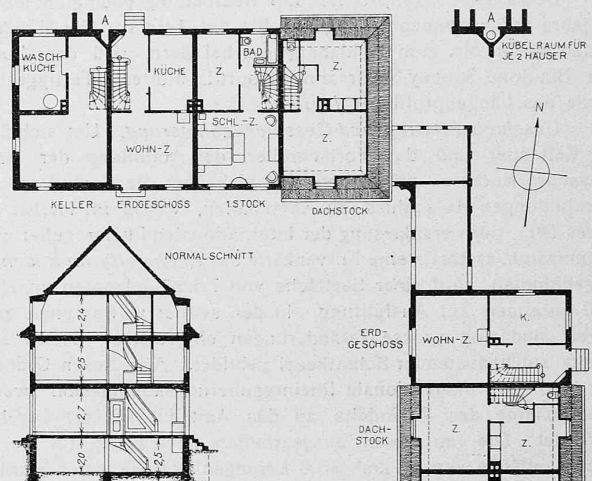 A
A
KÜBELRAUM FÜR
JE 2 HÄUSER
WASCH-
KÜCHE
KÜCHE
Z.
BAD
Z.
WOHN-Z.
SCHL-Z.
Z.
N
KELLER
ERDGESCHOSS
1.STOCK
DACHSTOCK
NORMALSCHNITT
2,4
2,5
2,7
2,0
2,5
ERD-
GESCHOSS
WOHN-Z.
K.
DACH-
STOCK
Z.
Z.